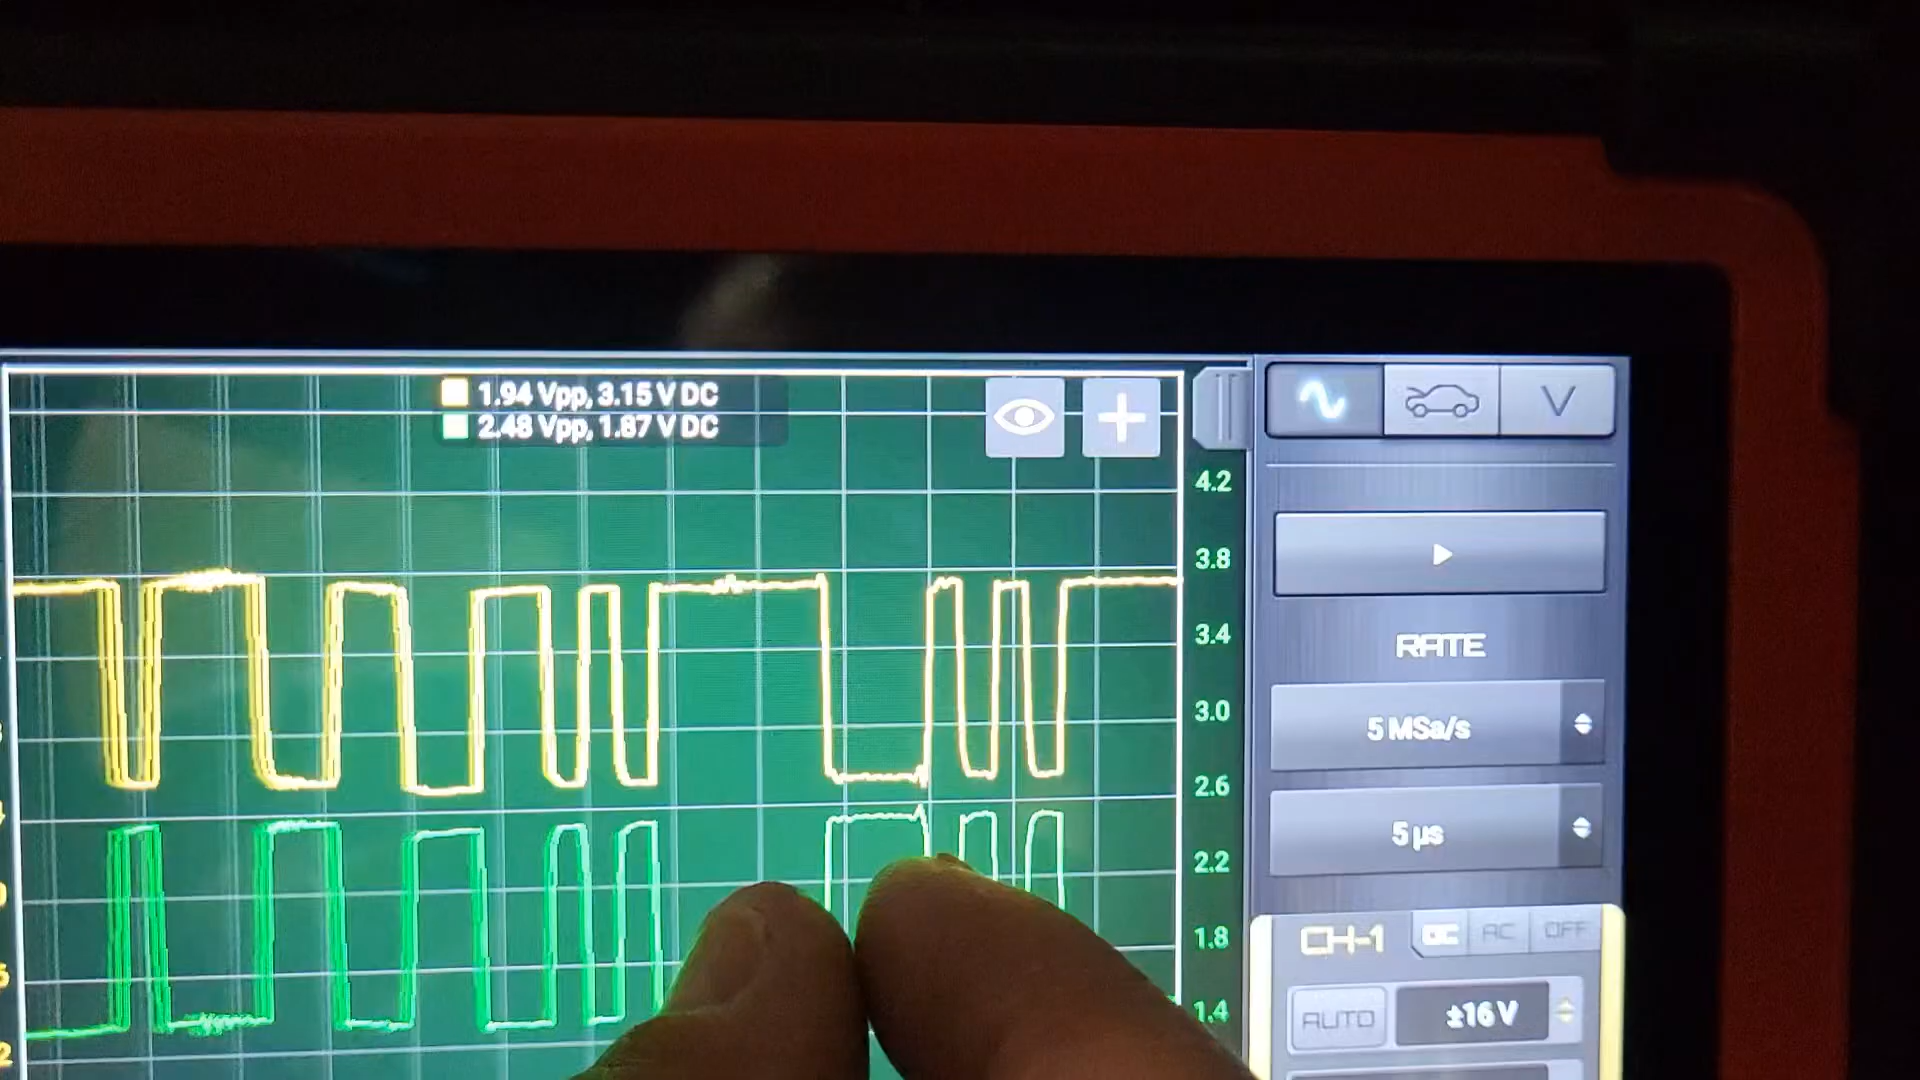 1.94 Vpp, 3.15 V DC
2.48 Vpp, 1.87 V DC
V
4.2
3.8
3.4
3.0
2.6
2.2
1.8
1.4
RATE
5 MSa/s
5 µs
CH-1
DC
AC
OFF
AUTO
±16 V
2